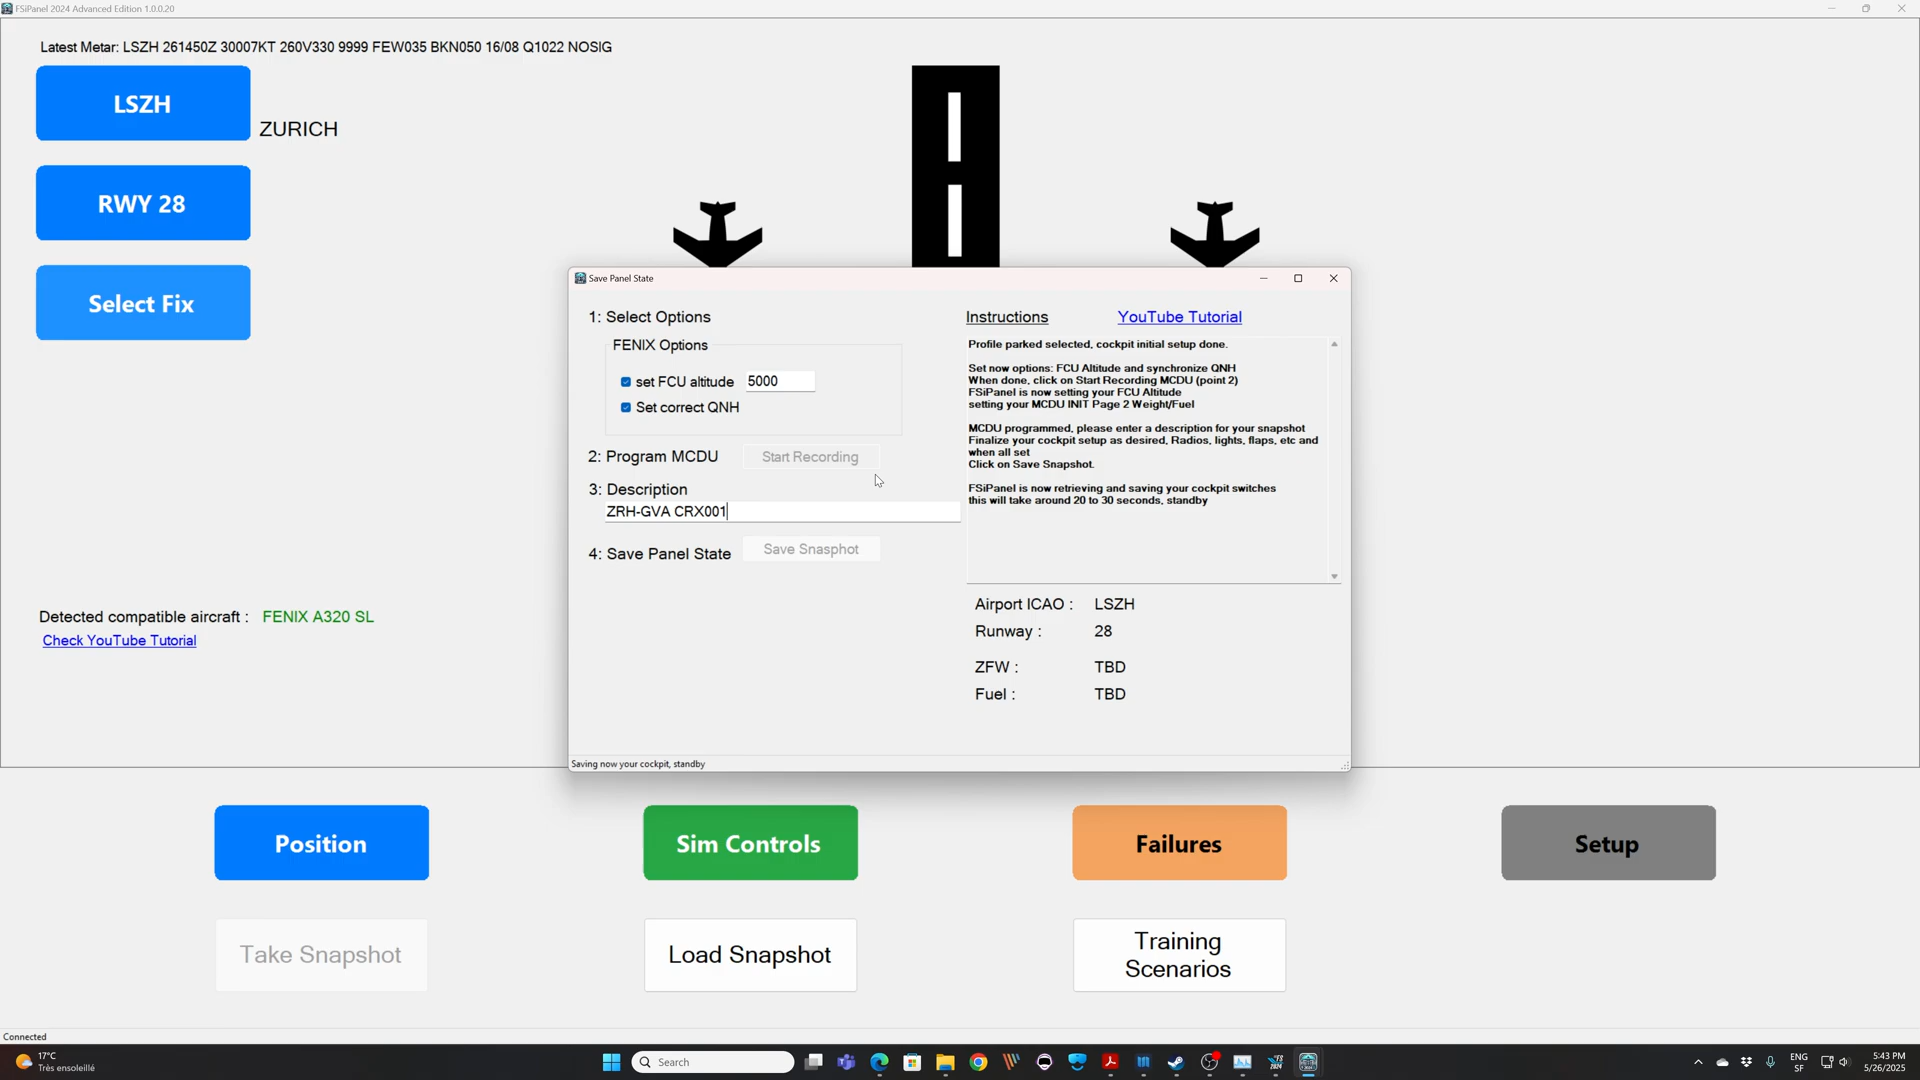 FSiPanel 2024 Advanced Edition 1.0.0.20
Latest Metar: LSZH 261450Z 30007KT 260V330 9999 FEW035 BKN050 16/08 Q1022 NOSIG
LSZH
ZURICH
RWY 28
Select Fix
Detected compatible aircraft : FENIX A320 SL
Check YouTube Tutorial
Save Panel State
1: Select Options
FENIX Options
set FCU altitude 5000
Set correct QNH
2: Program MCDU Start Recording
3: Description
ZRH-GVA CRX001
4: Save Panel State Save Snasphot
Instructions YouTube Tutorial
Profile parked selected, cockpit initial setup done.
Set now options: FCU Altitude and synchronize QNH
When done, click on Start Recording MCDU (point 2)
FSiPanel is now setting your FCU Altitude
setting your MCDU INIT Page 2 Weight/Fuel
MCDU programmed, please enter a description for your snapshot
Finalize your cockpit setup as desired, Radios, lights, flaps, etc and
when all set
Click on Save Snapshot.
FSiPanel is now retrieving and saving your cockpit switches
this will take around 20 to 30 seconds, standby
Airport ICAO : LSZH
Runway : 28
ZFW : TBD
Fuel : TBD
Saving now your cockpit, standby
Position
Sim Controls
Failures
Setup
Take Snapshot
Load Snapshot
Training
Scenarios
Connected
17°C
Très ensoleillé
Search
ENG
SF
5:43 PM
5/26/2025